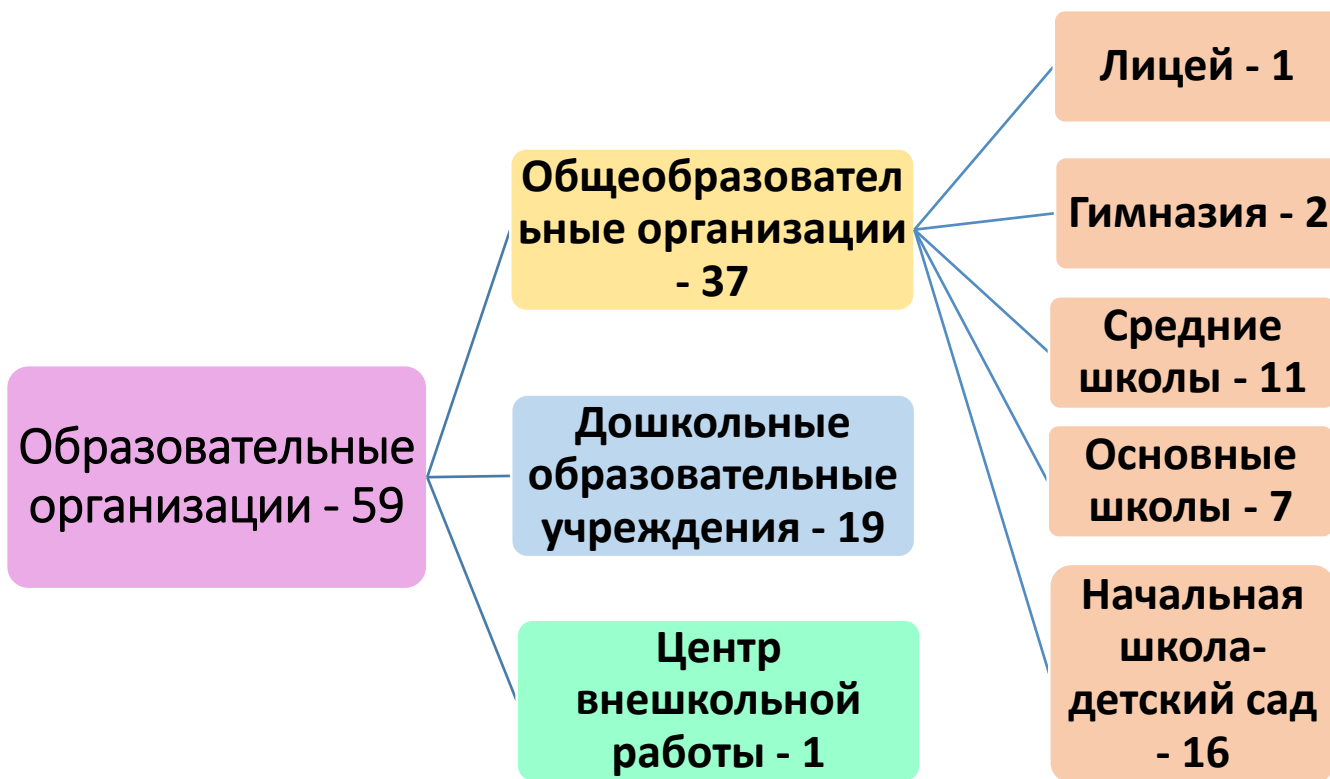 Образовательные
организации - 59
Общеобразовател
ьные организации
- 37
Дошкольные
образовательные
учреждения - 19
Центр
внешкольной
работы - 1
Лицей - 1
Гимназия - 2
Средние
школы - 11
Основные
школы - 7
Начальная
школа-
детский сад
- 16